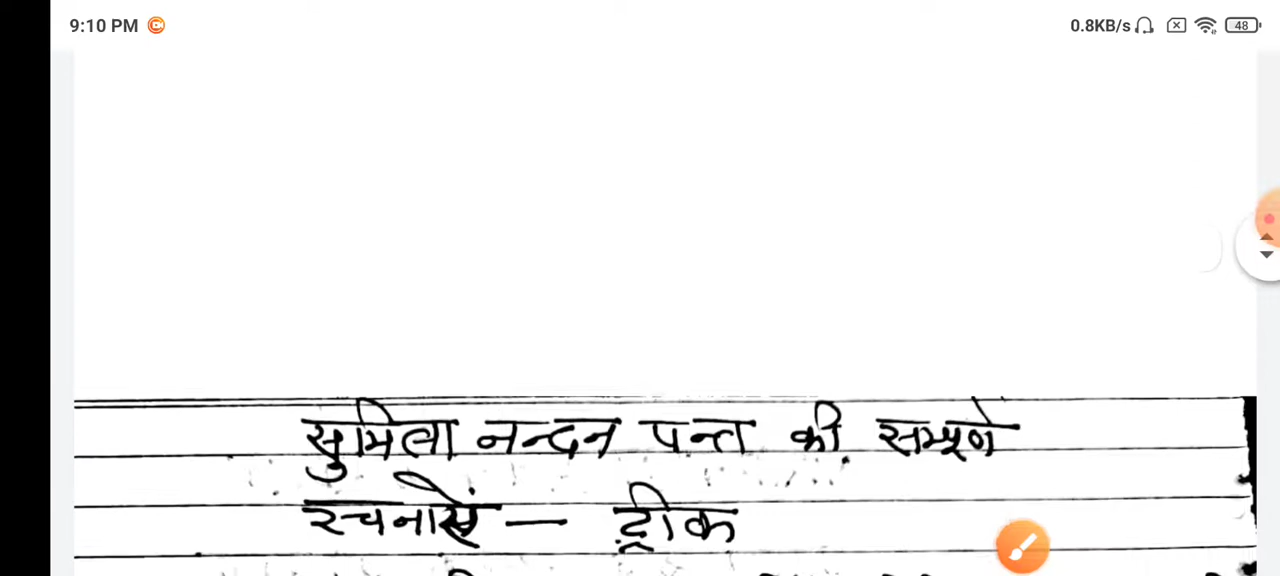 9:10 PM
0.8KB/s 48
सुमित्रा नन्दन पन्त की सम्पूर्ण
रचनाएं — ट्रीक